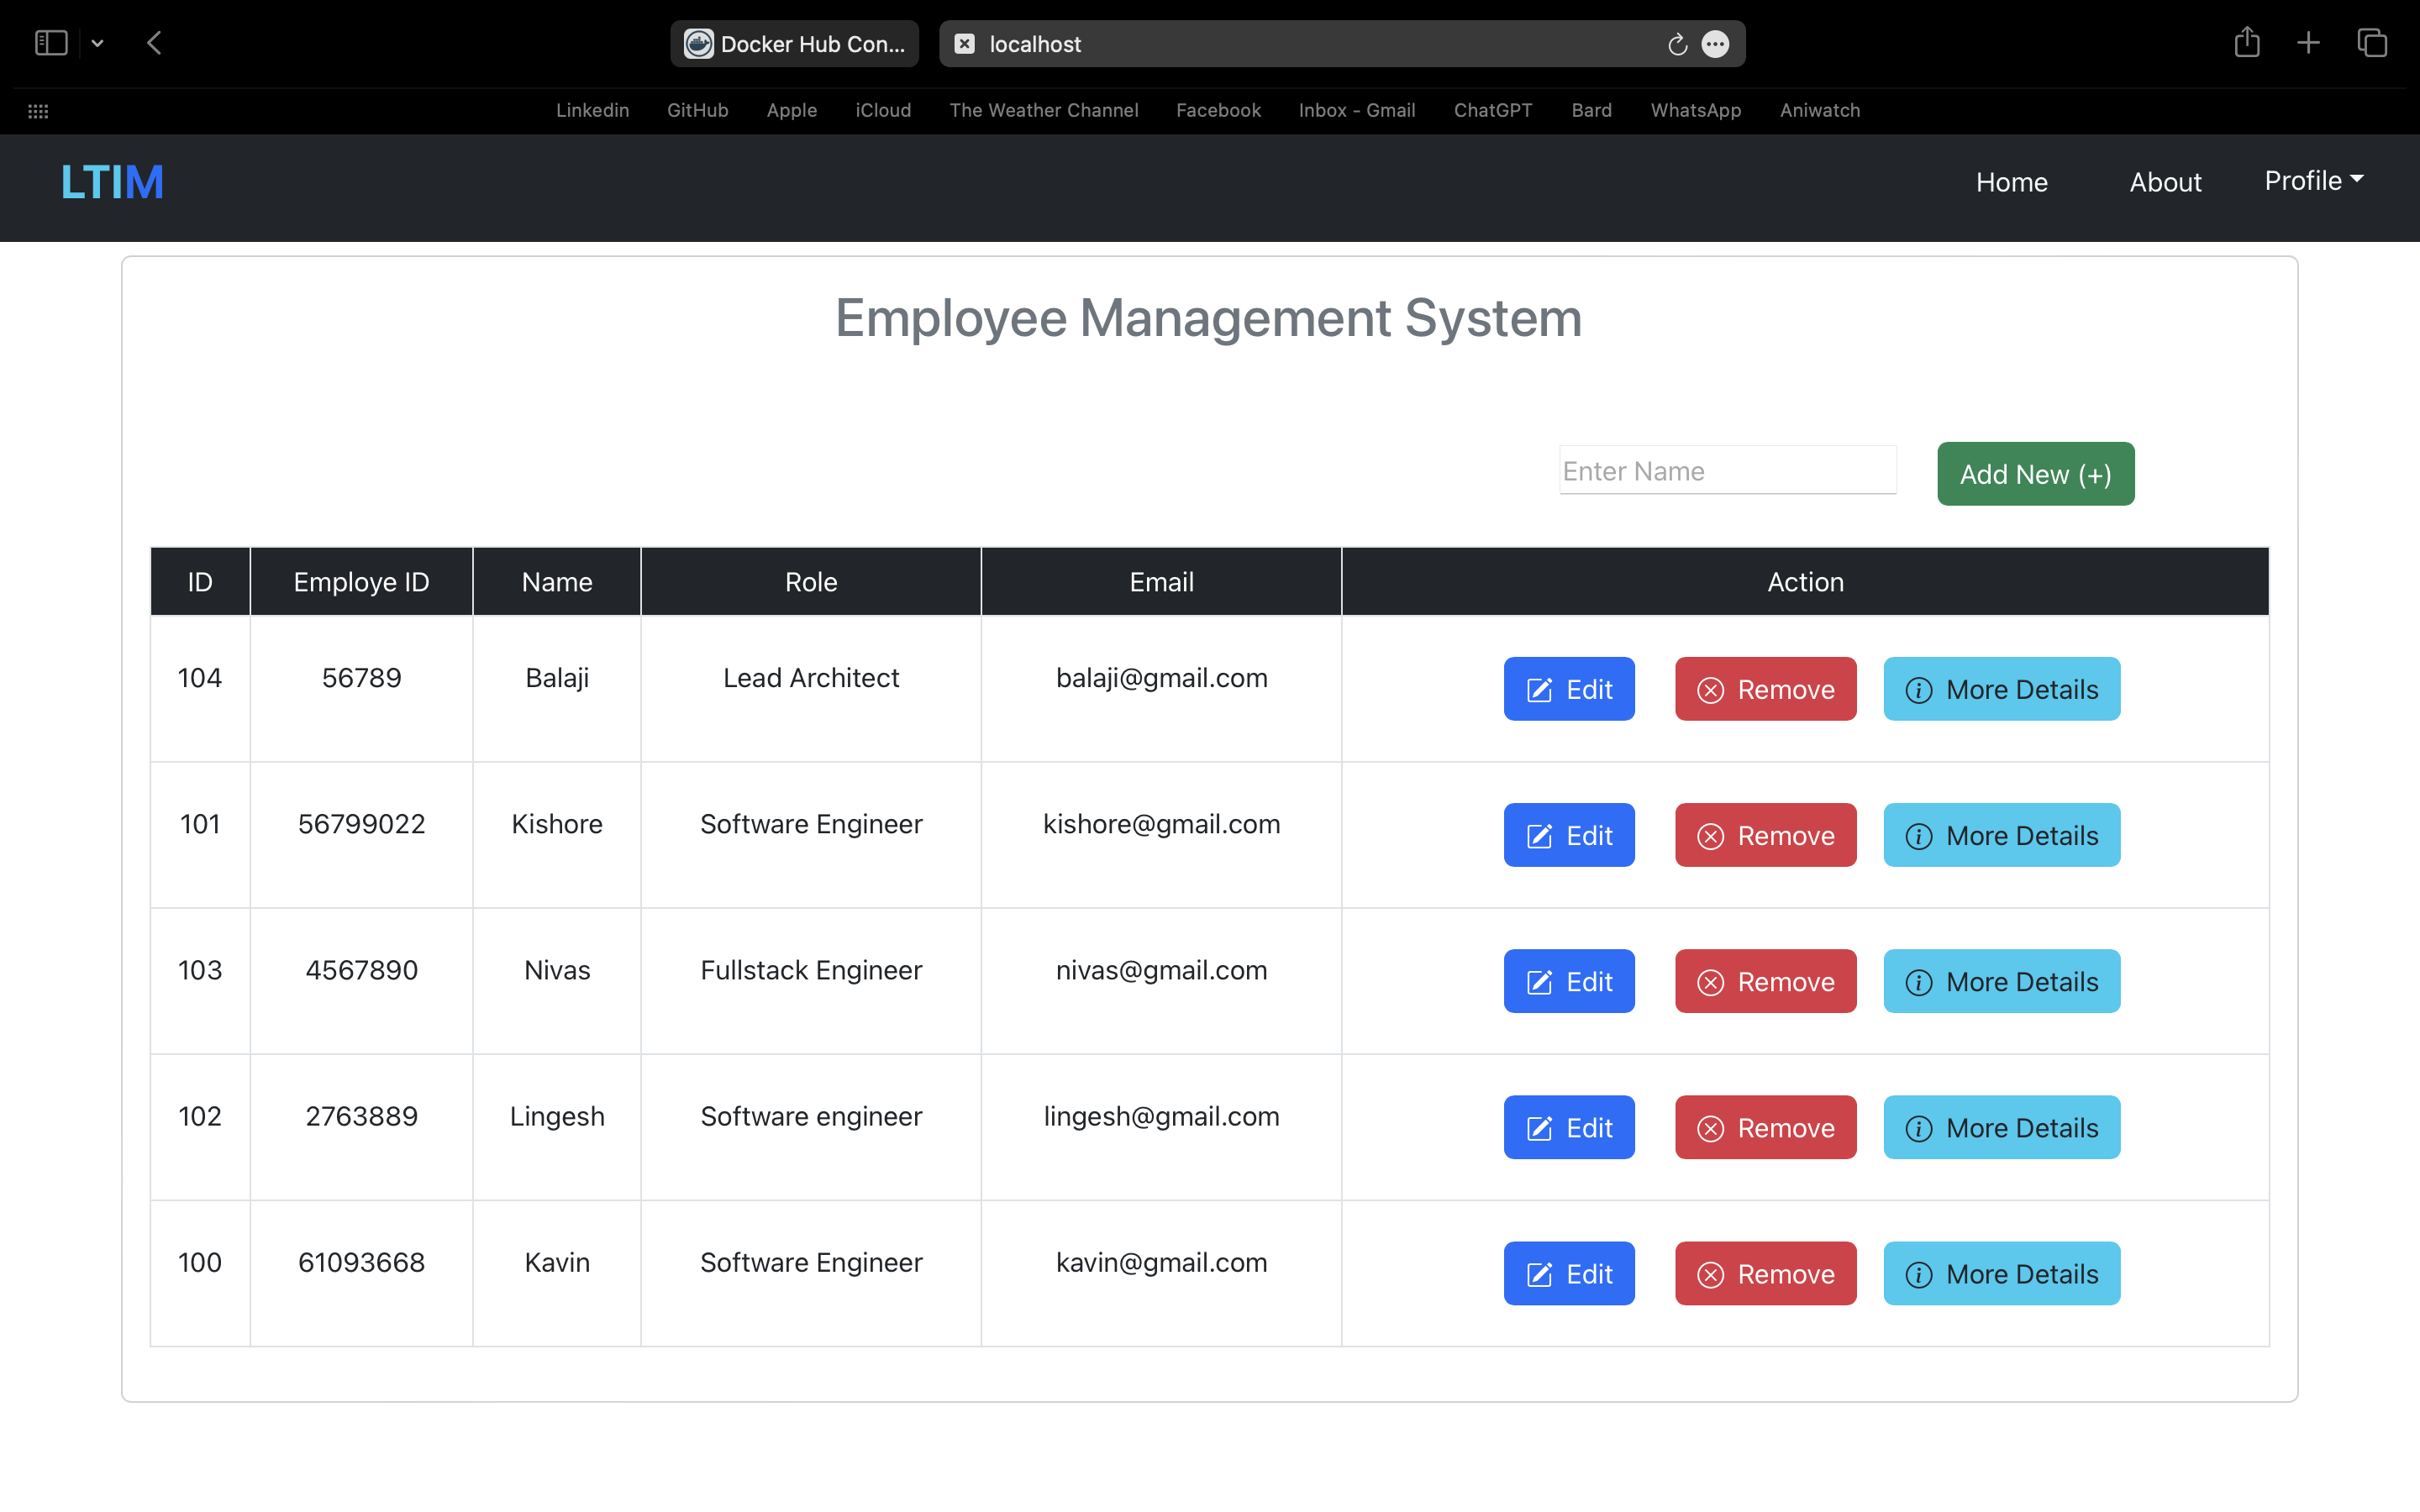 Docker Hub Con... localhost
Linkedin GitHub Apple iCloud The Weather Channel Facebook Inbox - Gmail ChatGPT Bard WhatsApp Aniwatch
LTIM Home About Profile
Employee Management System
Enter Name Add New (+)
ID Employe ID Name Role Email Action
104 56789 Balaji Lead Architect balaji@gmail.com Edit Remove More Details
101 56799022 Kishore Software Engineer kishore@gmail.com Edit Remove More Details
103 4567890 Nivas Fullstack Engineer nivas@gmail.com Edit Remove More Details
102 2763889 Lingesh Software engineer lingesh@gmail.com Edit Remove More Details
100 61093668 Kavin Software Engineer kavin@gmail.com Edit Remove More Details